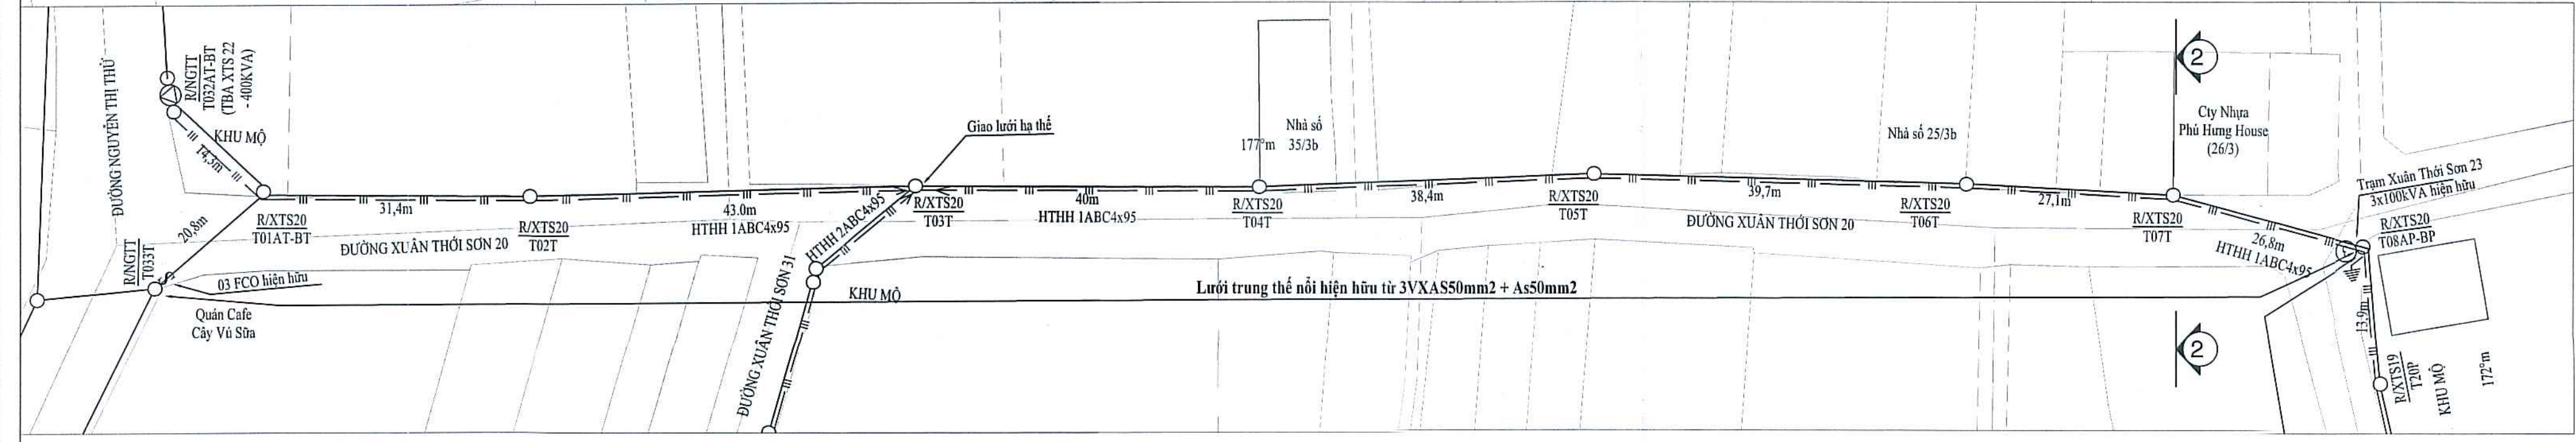 ĐƯỜNG NGUYỄN THỊ THỬ
R/NGTT
T032AT-BT
(TBA XTS 22
- 400KVA)
KHU MỘ
14,3m
20,8m
R/XTS20
T01AT-BT
R/NGTT
T033T
03 FCO hiện hữu
Quán Cafe
Cây Vú Sữa
31,4m
ĐƯỜNG XUÂN THỚI SƠN 20
R/XTS20
T02T
43.0m
HTHH 1ABC4x95
ĐƯỜNG XUÂN THỚI SƠN 31
HTHH 2ABC4x95
KHU MỘ
Giao lưới hạ thế
R/XTS20
T03T
40m
HTHH 1ABC4x95
177°m
Nhà số
35/3b
R/XTS20
T04T
Lưới trung thế nổi hiện hữu từ 3VXAS50mm2 + As50mm2
38,4m
R/XTS20
T05T
39,7m
ĐƯỜNG XUÂN THỚI SƠN 20
Nhà số 25/3b
R/XTS20
T06T
27,1m
2
Cty Nhựa
Phú Hưng House
(26/3)
R/XTS20
T07T
2
26,8m
HTHH 1ABC4x95
Trạm Xuân Thới Sơn 23
3x100kVA hiện hữu
R/XTS20
T08AP-BP
13,9m
R/XTS19
T20P
KHU MỘ
172°m